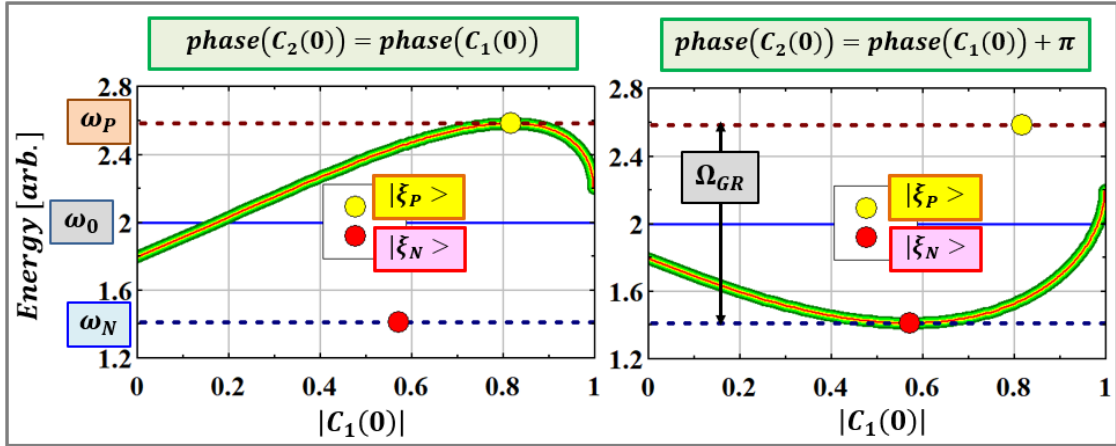 phase(C₂(0)) = phase(C₁(0))
phase(C₂(0)) = phase(C₁(0)) + π
Energy [arb.]
2.8
2.4
2
1.6
1.2
ω_P
ω₀
ω_N
|ξ_P >
|ξ_N >
0 0.2 0.4 0.6 0.8 1
|C₁(0)|
2.8
2.4
2
1.6
1.2
Ω_GR
|ξ_P >
|ξ_N >
0 0.2 0.4 0.6 0.8 1
|C₁(0)|